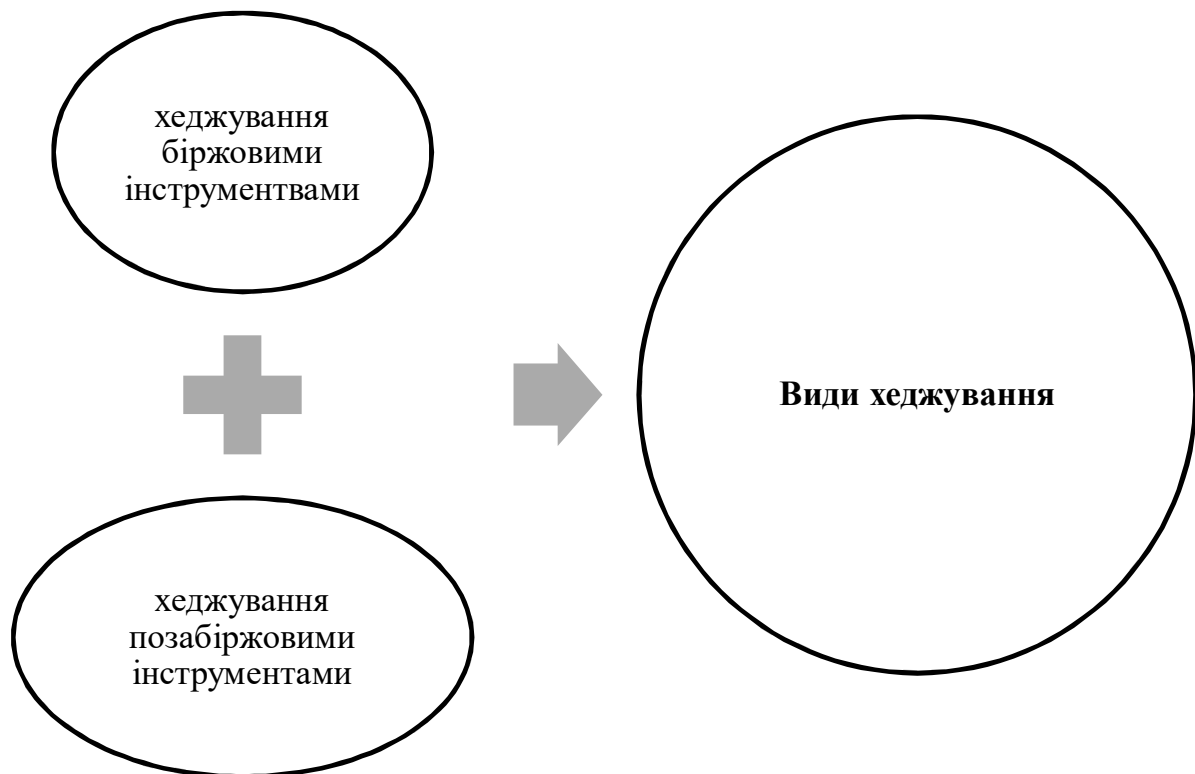 хеджування
біржовими
інструментвами
Види хеджування
хеджування
позабіржовими
інструментами